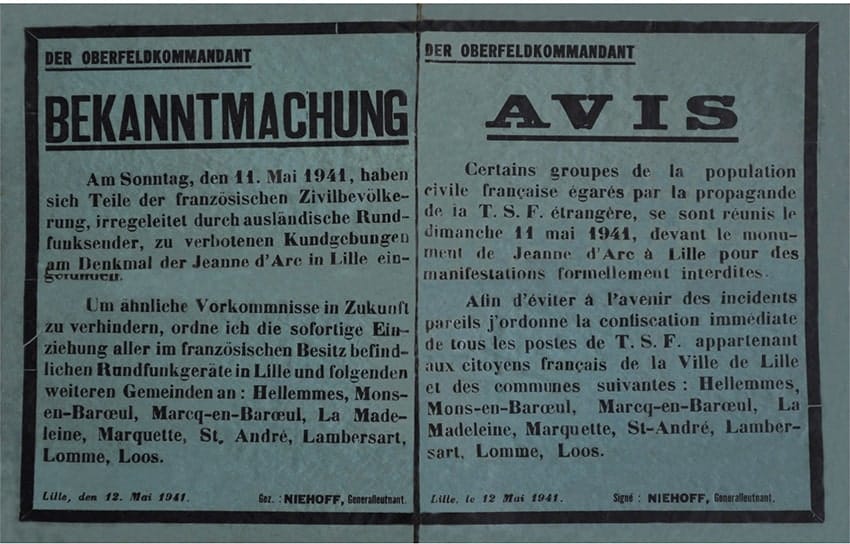 DER OBERFELDKOMMANDANT
BEKANNTMACHUNG
Am Sonntag, den 11. Mai 1941, haben
sich Teile der französischen Zivilbevölke-
rung, irregeleitet durch ausländische Rund-
funksender, zu verbotenen Kundgebungen
am Denkmal der Jeanne d'Arc in Lille ein-
gefunden.
Um ähnliche Vorkommnisse in Zukunft
zu verhindern, ordne ich die sofortige Ein-
ziehung aller im französischen Besitz befind-
lichen Rundfunkgeräte in Lille und folgenden
weiteren Gemeinden an : Hellemmes, Mons-
en-Barœul, Marcq-en-Barœul, La Made-
leine, Marquette, St. André, Lambersart,
Lomme, Loos.
Lille, den 12. Mai 1941.
Gez. : NIEHOFF, Generalleutnant.
DER OBERFELDKOMMANDANT
AVIS
Certains groupes de la population
civile française égarés par la propagande
de la T. S. F. étrangère, se sont réunis le
dimanche 11 mai 1941, devant le monu-
ment de Jeanne d'Arc à Lille pour des
manifestations formellement interdites.
Afin d'éviter à l'avenir des incidents
pareils j'ordonne la confiscation immédiate
de tous les postes de T. S. F. appartenant
aux citoyens français de la Ville de Lille
et des communes suivantes : Hellemmes,
Mons-en-Barœul, Marcq-en-Barœul, La
Madeleine, Marquette, St-André, Lamber-
sart, Lomme, Loos.
Lille, le 12 Mai 1941.
Signé : NIEHOFF, Generalleutnant.